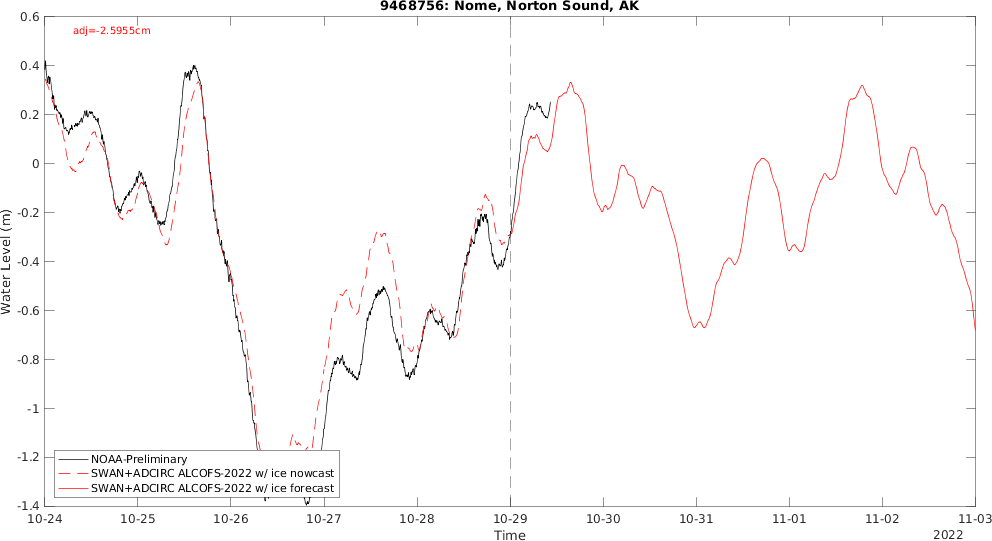 9468756: Nome, Norton Sound, AK
adj=-2.5955cm
Water Level (m)
0.6
0.4
0.2
0
-0.2
-0.4
-0.6
-0.8
-1
-1.2
-1.4
NOAA-Preliminary
SWAN+ADCIRC ALCOFS-2022 w/ ice nowcast
SWAN+ADCIRC ALCOFS-2022 w/ ice forecast
10-24 10-25 10-26 10-27 10-28 10-29 10-30 10-31 11-01 11-02 11-03
Time
2022